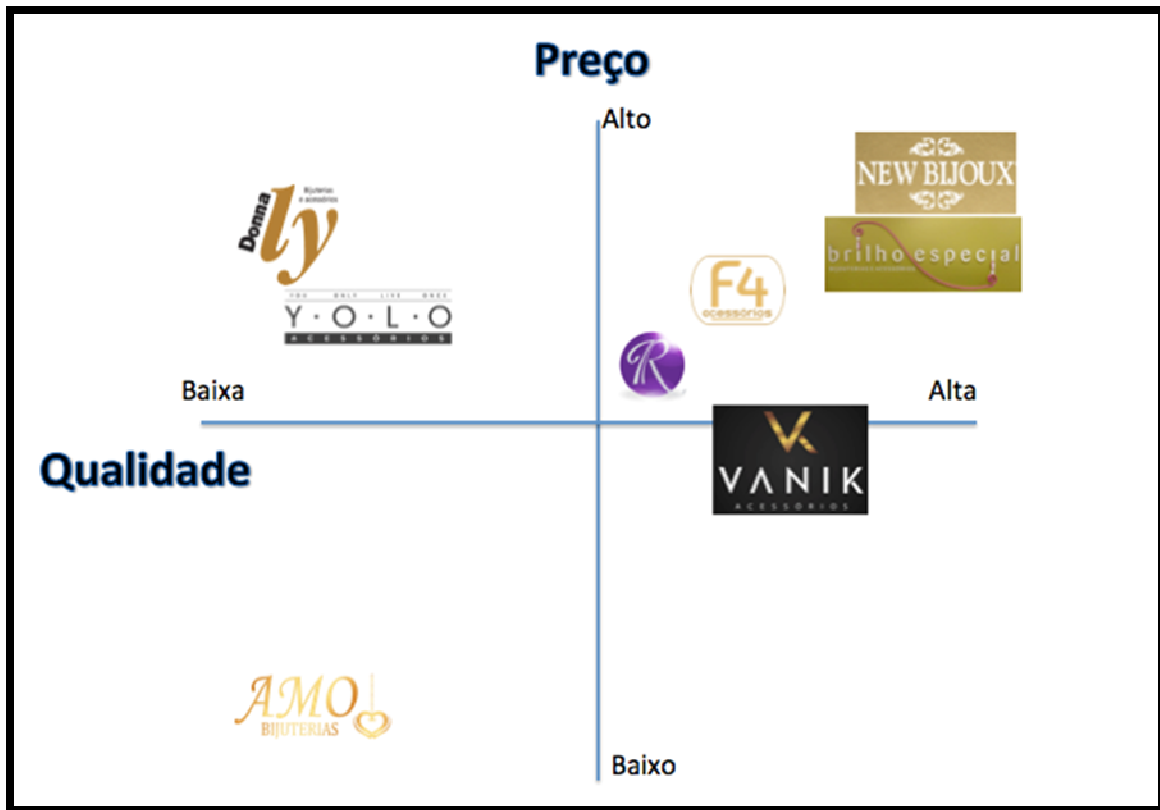 Preço
Alto
NEW BIJOUX
Donna
ly
Bijuterias
e acessórios
brilho especial
F4
acessórios
YOU ONLY LIVE ONCE
Y·O·L·O
ACESSÓRIOS
R
Baixa
Alta
VK
VANIK
ACESSÓRIOS
Qualidade
AMO
BIJUTERIAS
Baixo